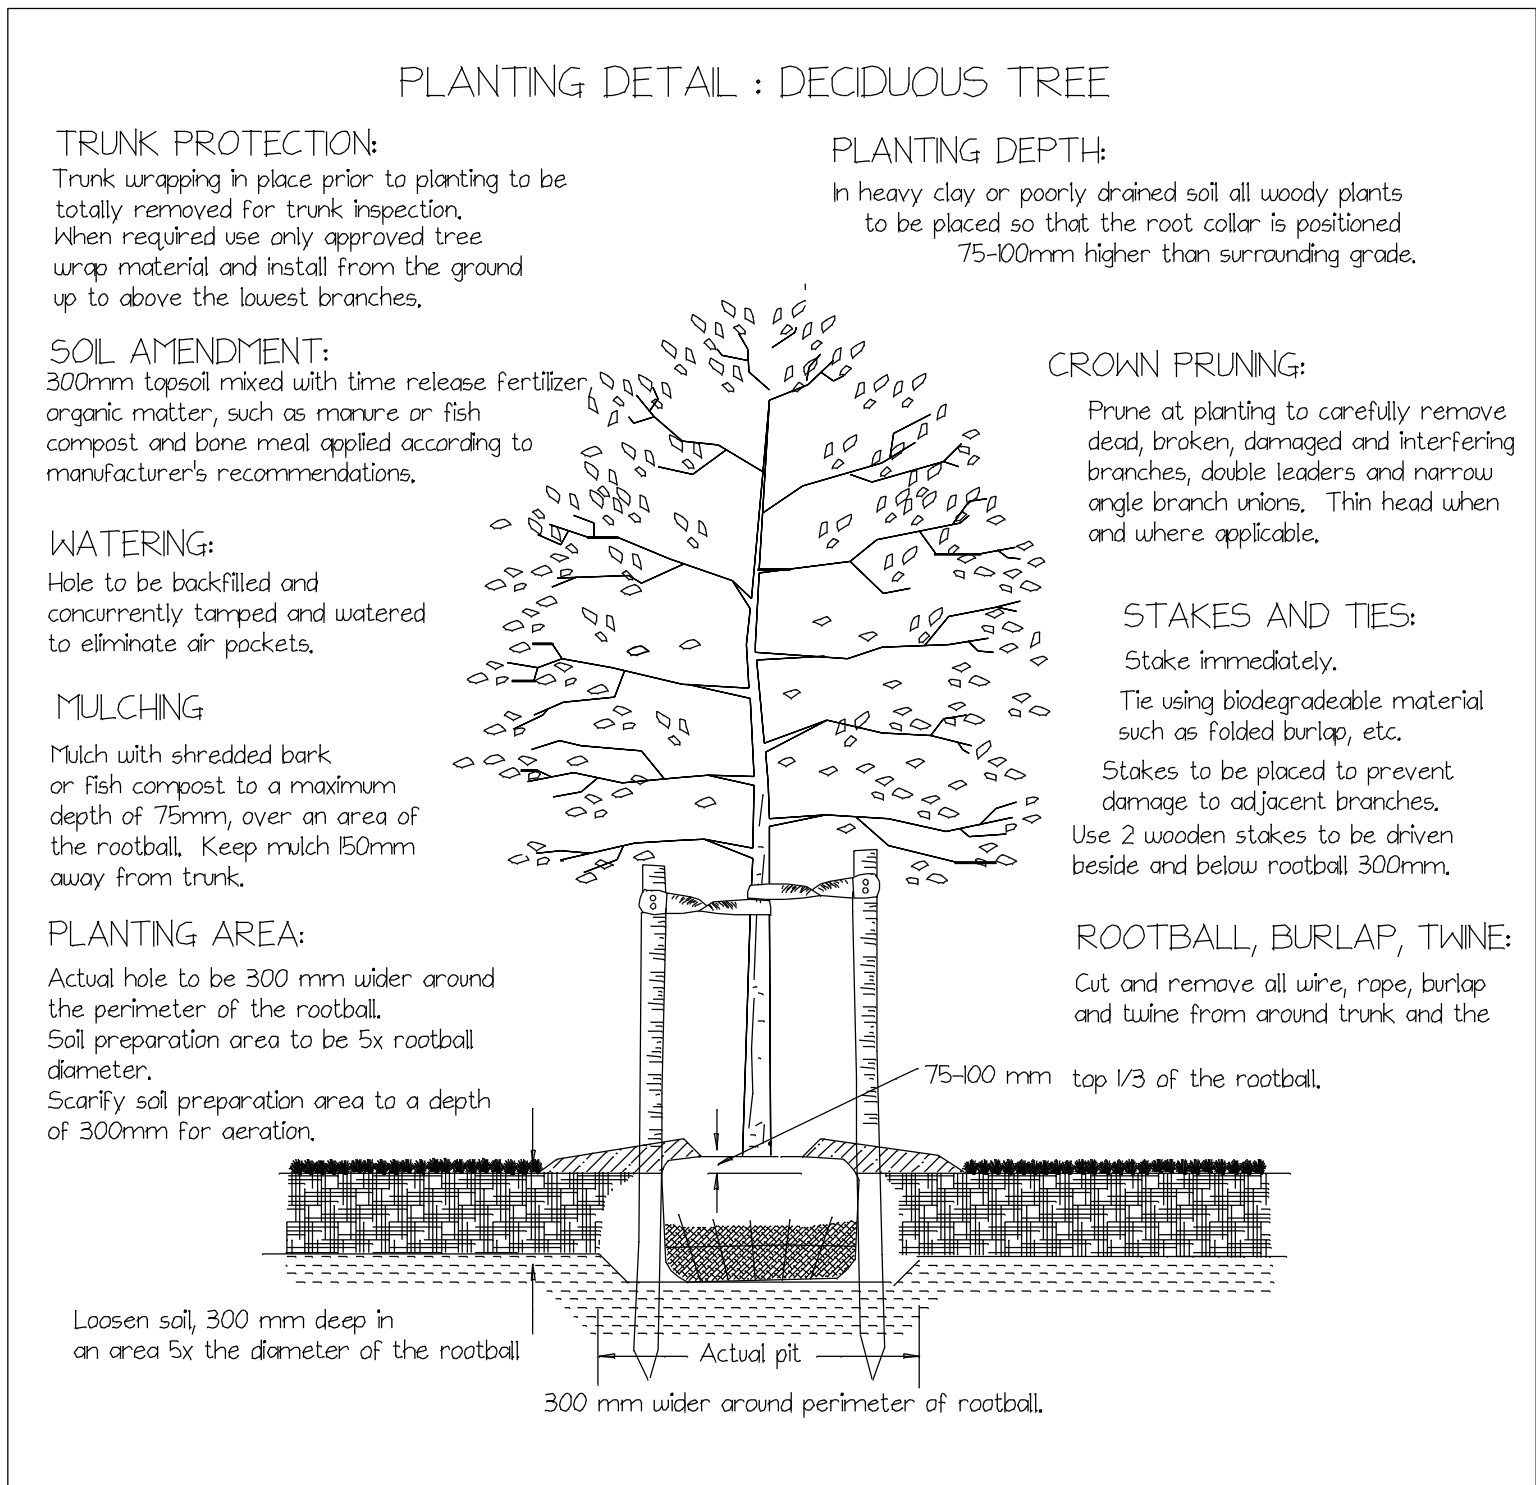 PLANTING DETAIL : DECIDUOUS TREE
TRUNK PROTECTION:
Trunk wrapping in place prior to planting to be
totally removed for trunk inspection.
When required use only approved tree
wrap material and install from the ground
up to above the lowest branches.
SOIL AMENDMENT:
300mm topsoil mixed with time release fertilizer,
organic matter, such as manure or fish
compost and bone meal applied according to
manufacturer's recommendations.
WATERING:
Hole to be backfilled and
concurrently tamped and watered
to eliminate air pockets.
MULCHING
Mulch with shredded bark
or fish compost to a maximum
depth of 75mm, over an area of
the rootball. Keep mulch 150mm
away from trunk.
PLANTING AREA:
Actual hole to be 300 mm wider around
the perimeter of the rootball.
Soil preparation area to be 5x rootball
diameter.
Scarify soil preparation area to a depth
of 300mm for aeration.
Loosen soil, 300 mm deep in
an area 5x the diameter of the rootball
PLANTING DEPTH:
In heavy clay or poorly drained soil all woody plants
to be placed so that the root collar is positioned
75-100mm higher than surrounding grade.
CROWN PRUNING:
Prune at planting to carefully remove
dead, broken, damaged and interfering
branches, double leaders and narrow
angle branch unions. Thin head when
and where applicable.
STAKES AND TIES:
Stake immediately.
Tie using biodegradeable material
such as folded burlap, etc.
Stakes to be placed to prevent
damage to adjacent branches.
Use 2 wooden stakes to be driven
beside and below rootball 300mm.
ROOTBALL, BURLAP, TWINE:
Cut and remove all wire, rope, burlap
and twine from around trunk and the
top 1/3 of the rootball.
75-100 mm
Actual pit
300 mm wider around perimeter of rootball.